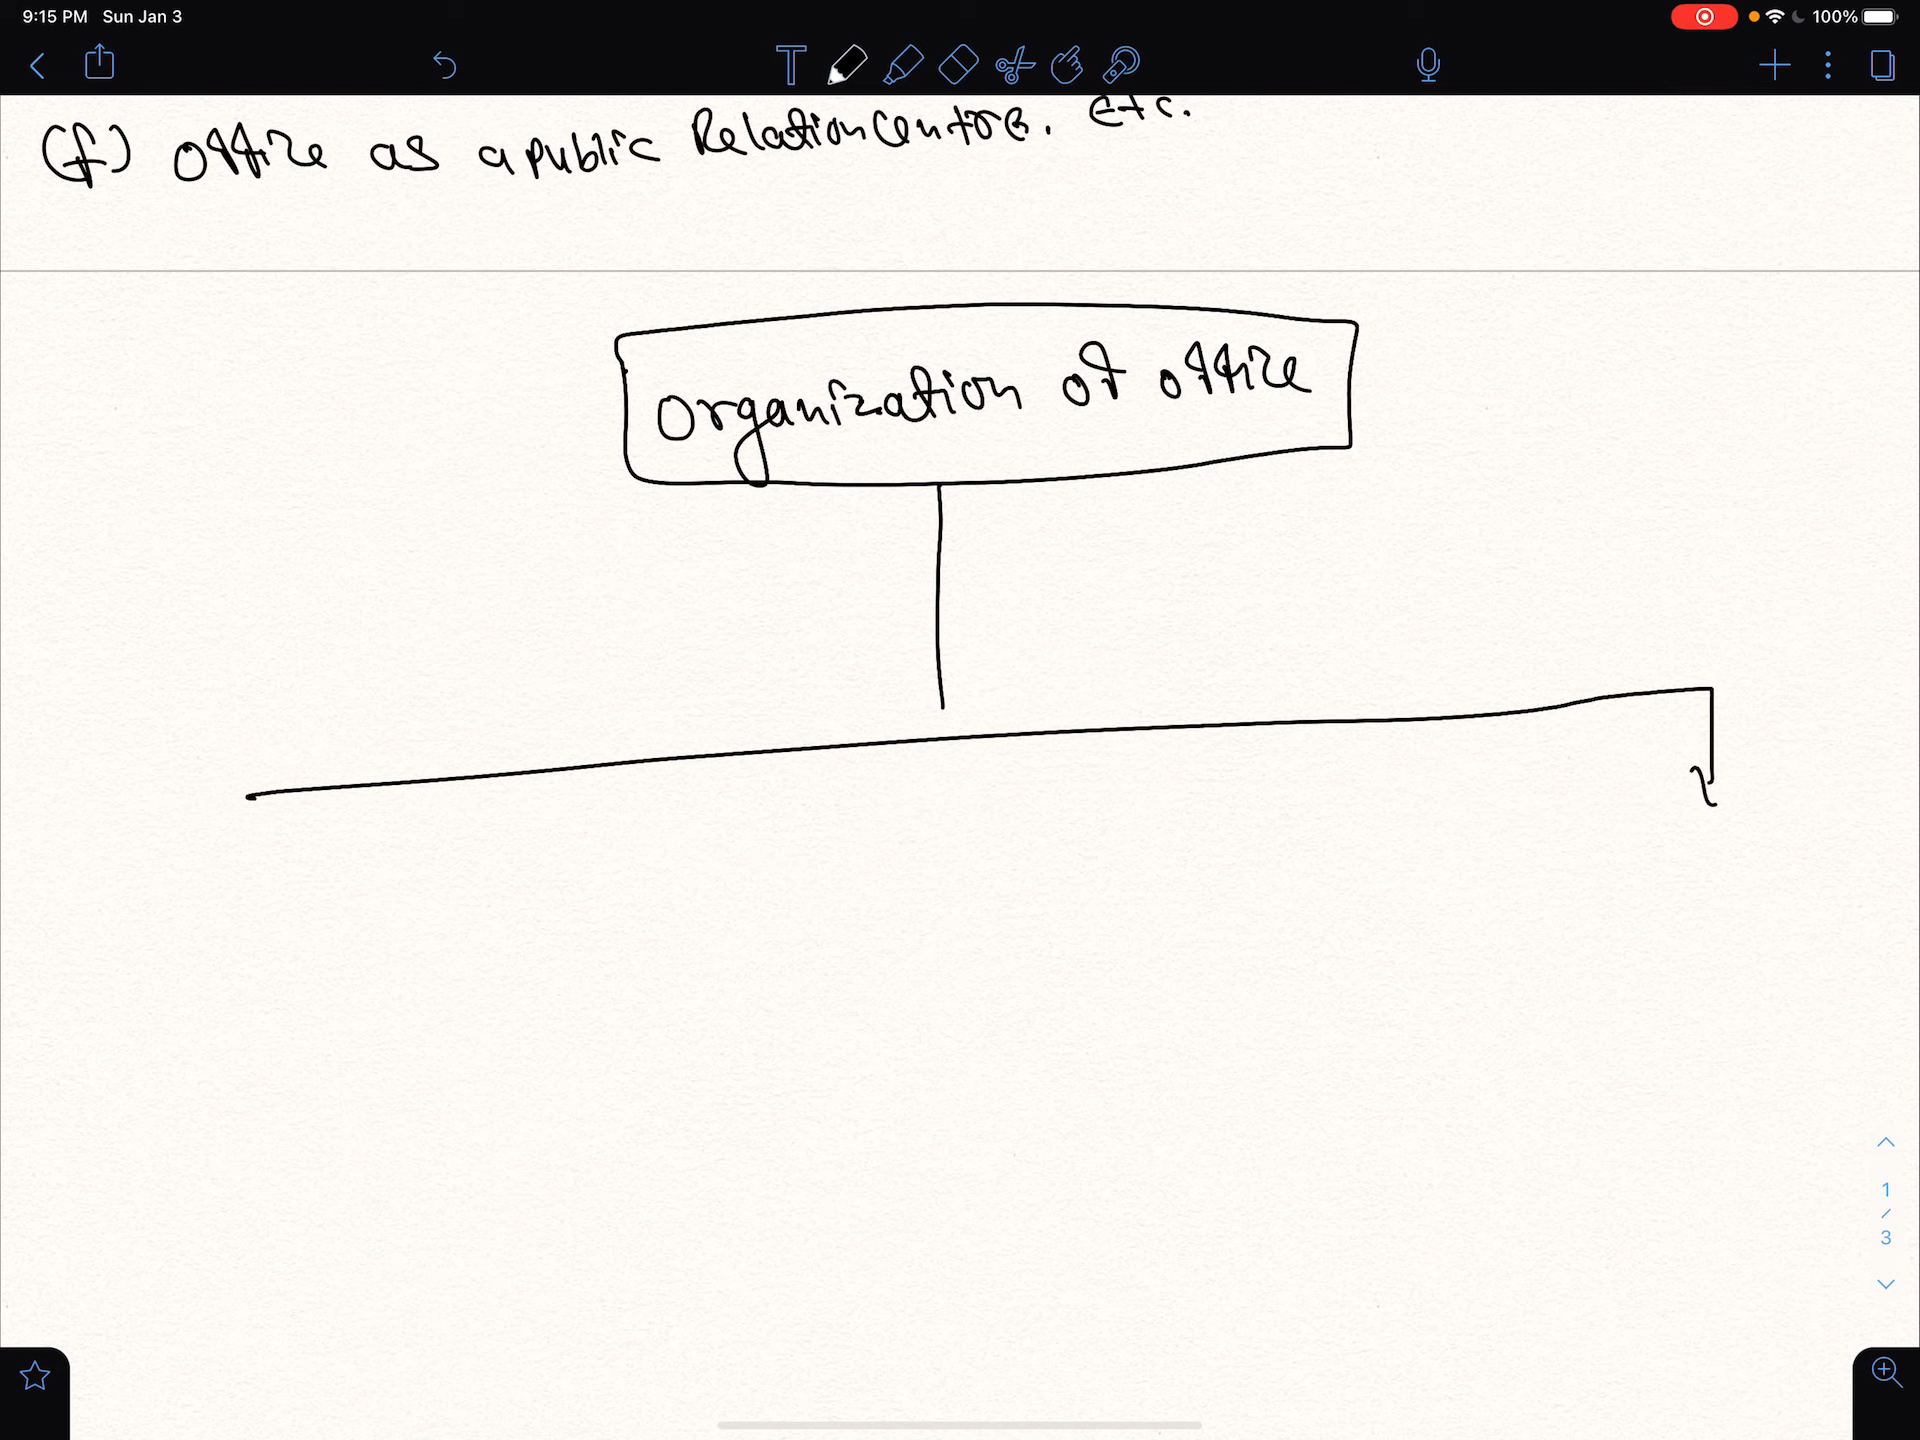 9:15 PM Sun Jan 3
100%
(f) office as a public Relation Centre. Etc.
organization of office
1
/
3